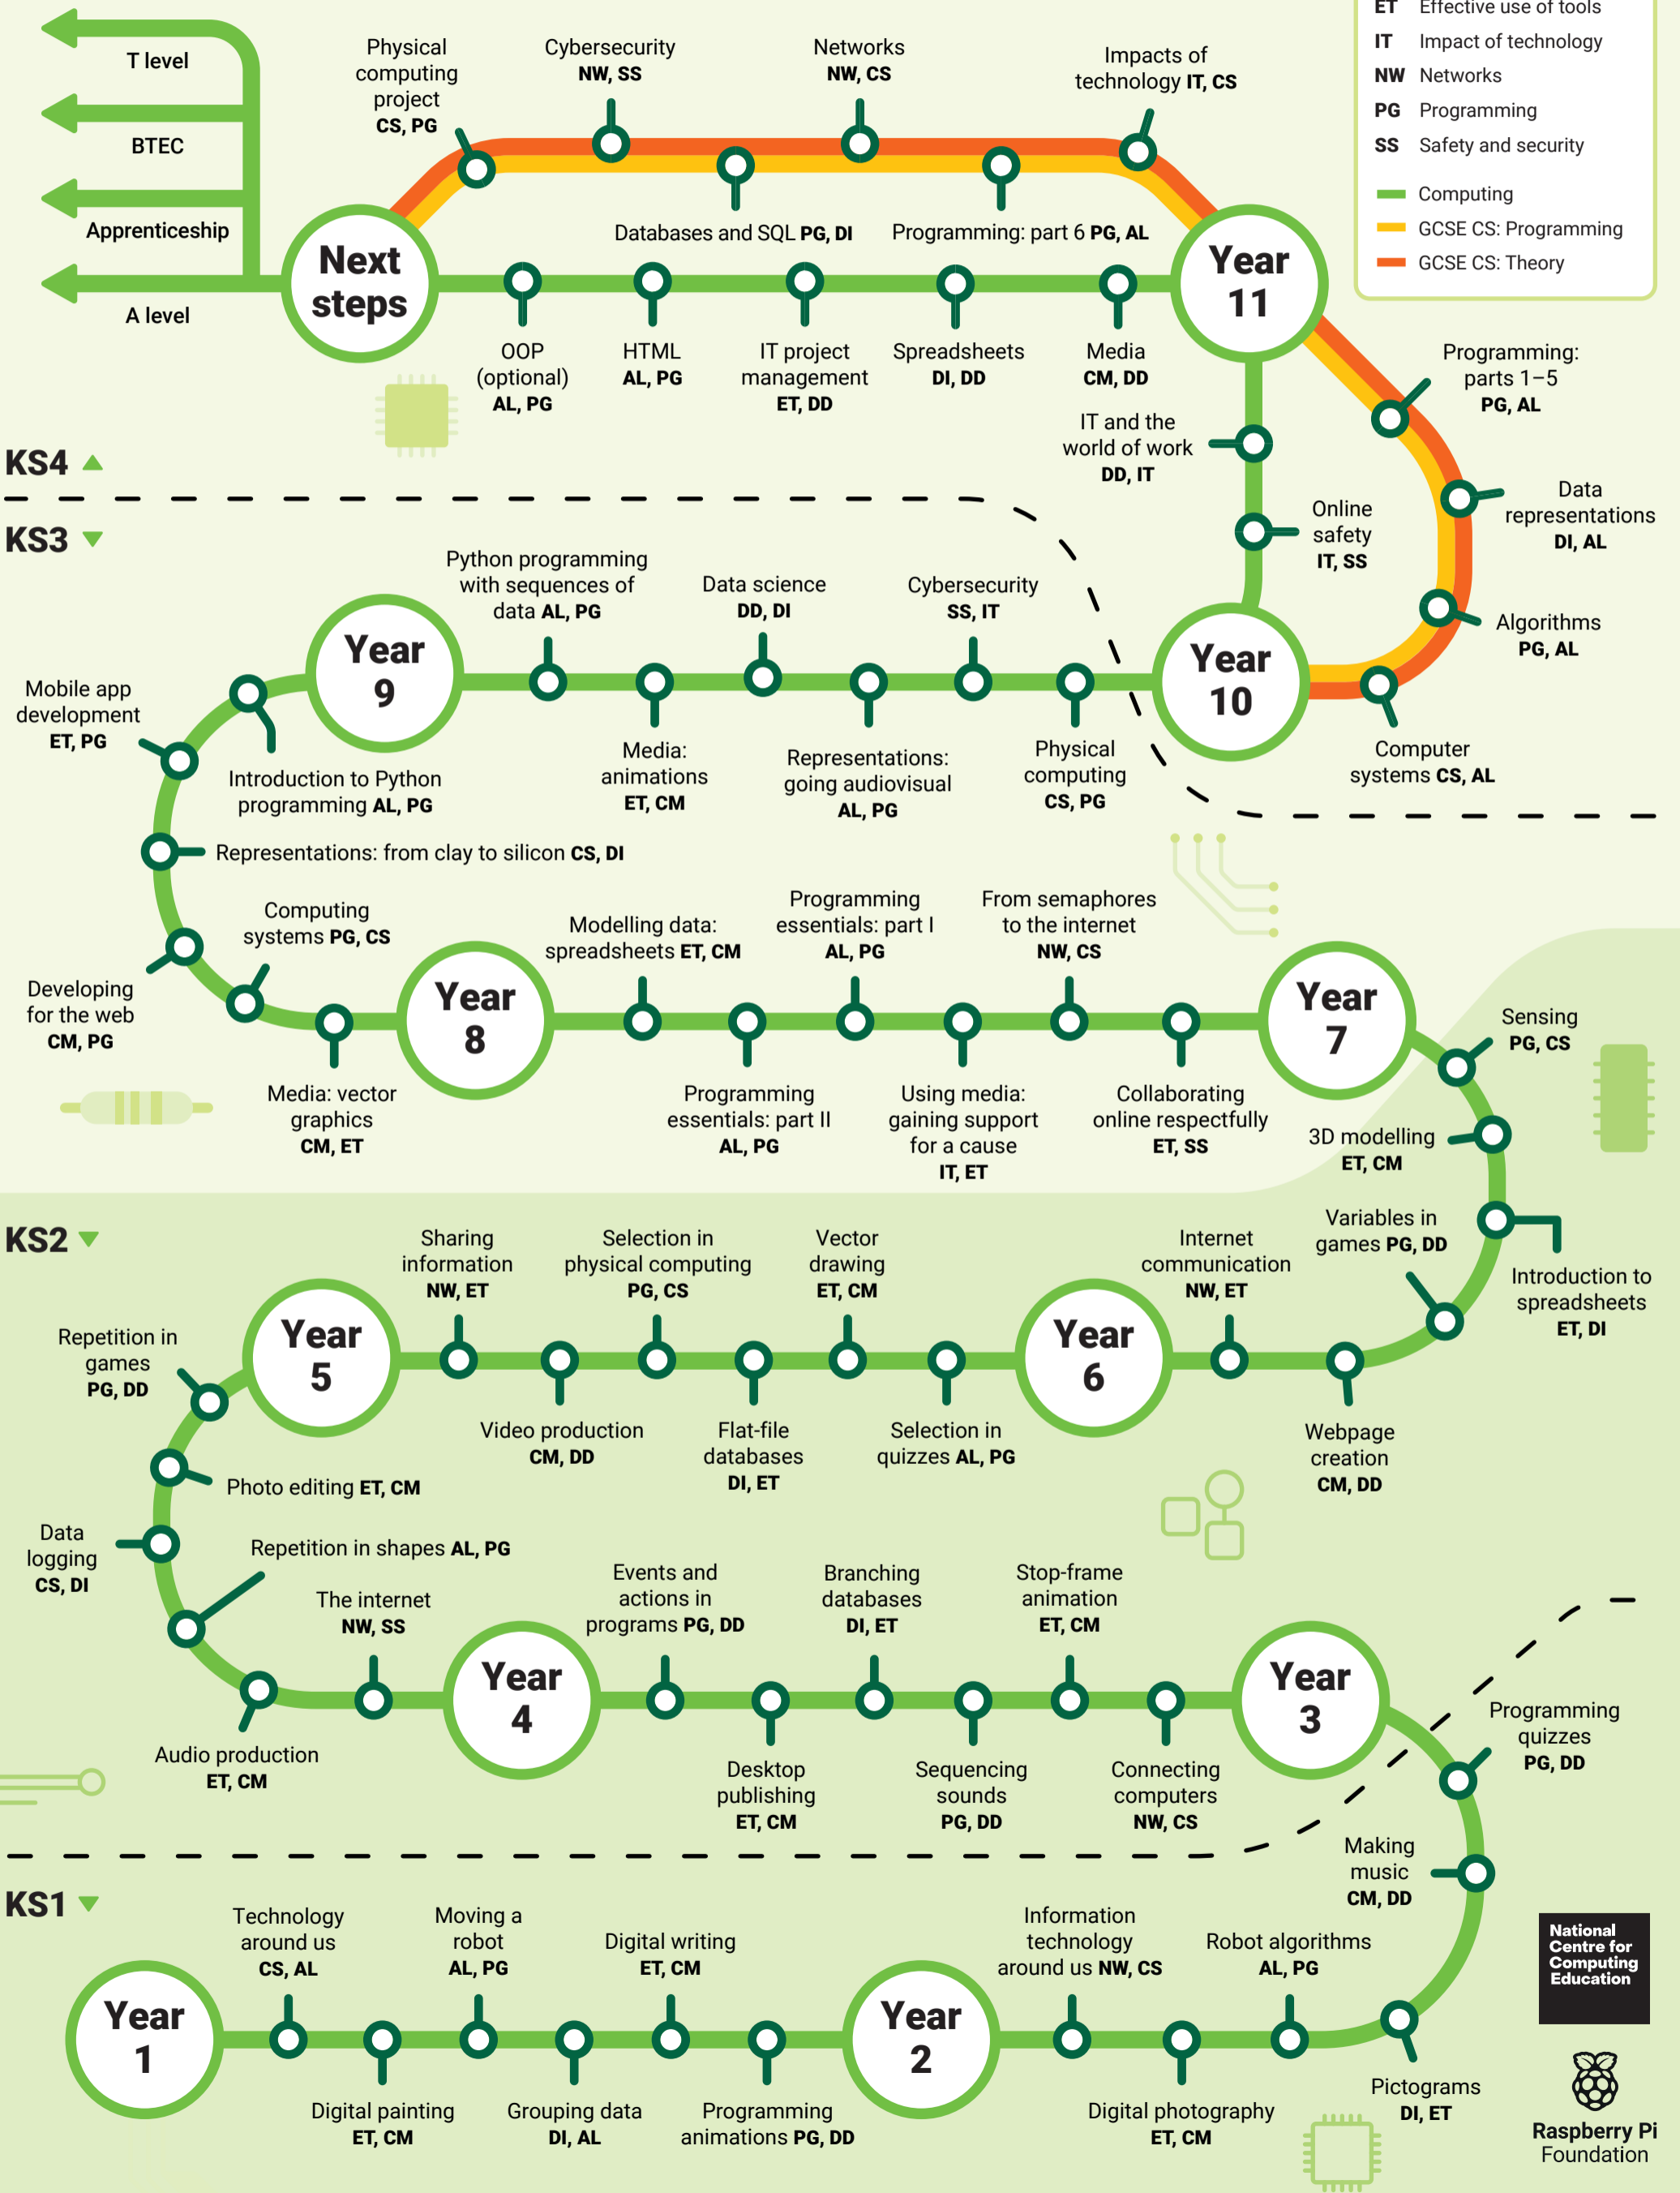 ET Effective use of tools
IT Impact of technology
NW Networks
PG Programming
SS Safety and security
Computing
GCSE CS: Programming
GCSE CS: Theory
T level
BTEC
Apprenticeship
A level
Physical
computing
project
CS, PG
Cybersecurity
NW, SS
Networks
NW, CS
Impacts of
technology IT, CS
Databases and SQL PG, DI
Programming: part 6 PG, AL
Next
steps
Year
11
OOP
(optional)
AL, PG
HTML
AL, PG
IT project
management
ET, DD
Spreadsheets
DI, DD
Media
CM, DD
Programming:
parts 1–5
PG, AL
IT and the
world of work
DD, IT
KS4
Data
representations
DI, AL
Online
safety
IT, SS
KS3
Python programming
with sequences of
data AL, PG
Data science
DD, DI
Cybersecurity
SS, IT
Algorithms
PG, AL
Year
9
Year
10
Mobile app
development
ET, PG
Introduction to Python
programming AL, PG
Media:
animations
ET, CM
Representations:
going audiovisual
AL, PG
Physical
computing
CS, PG
Computer
systems CS, AL
Representations: from clay to silicon CS, DI
Computing
systems PG, CS
Modelling data:
spreadsheets ET, CM
Programming
essentials: part I
AL, PG
From semaphores
to the internet
NW, CS
Developing
for the web
CM, PG
Year
8
Year
7
Sensing
PG, CS
Media: vector
graphics
CM, ET
Programming
essentials: part II
AL, PG
Using media:
gaining support
for a cause
IT, ET
Collaborating
online respectfully
ET, SS
3D modelling
ET, CM
KS2
Sharing
information
NW, ET
Selection in
physical computing
PG, CS
Vector
drawing
ET, CM
Internet
communication
NW, ET
Variables in
games PG, DD
Introduction to
spreadsheets
ET, DI
Repetition in
games
PG, DD
Year
5
Year
6
Video production
CM, DD
Flat-file
databases
DI, ET
Selection in
quizzes AL, PG
Webpage
creation
CM, DD
Photo editing ET, CM
Data
logging
CS, DI
Repetition in shapes AL, PG
The internet
NW, SS
Events and
actions in
programs PG, DD
Branching
databases
DI, ET
Stop-frame
animation
ET, CM
Year
4
Year
3
Programming
quizzes
PG, DD
Audio production
ET, CM
Desktop
publishing
ET, CM
Sequencing
sounds
PG, DD
Connecting
computers
NW, CS
Making
music
CM, DD
KS1
Technology
around us
CS, AL
Moving a
robot
AL, PG
Digital writing
ET, CM
Information
technology
around us NW, CS
Robot algorithms
AL, PG
National
Centre for
Computing
Education
Year
1
Year
2
Digital painting
ET, CM
Grouping data
DI, AL
Programming
animations PG, DD
Digital photography
ET, CM
Pictograms
DI, ET
Raspberry Pi
Foundation